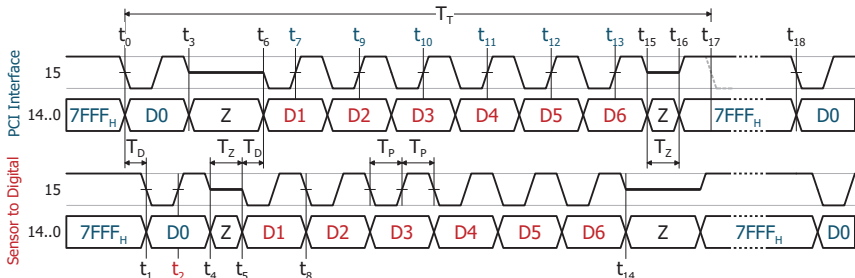 T_T
t_0 t_3 t_6 t_7 t_9 t_10 t_11 t_12 t_13 t_15 t_16 t_17 t_18
PCI Interface
15
14..0 7FFF_H D0 Z D1 D2 D3 D4 D5 D6 Z 7FFF_H D0
T_D T_Z T_D T_P T_P T_Z
Sensor to Digital
15
14..0 7FFF_H D0 Z D1 D2 D3 D4 D5 D6 Z 7FFF_H D0
t_1 t_2 t_4 t_5 t_8 t_14